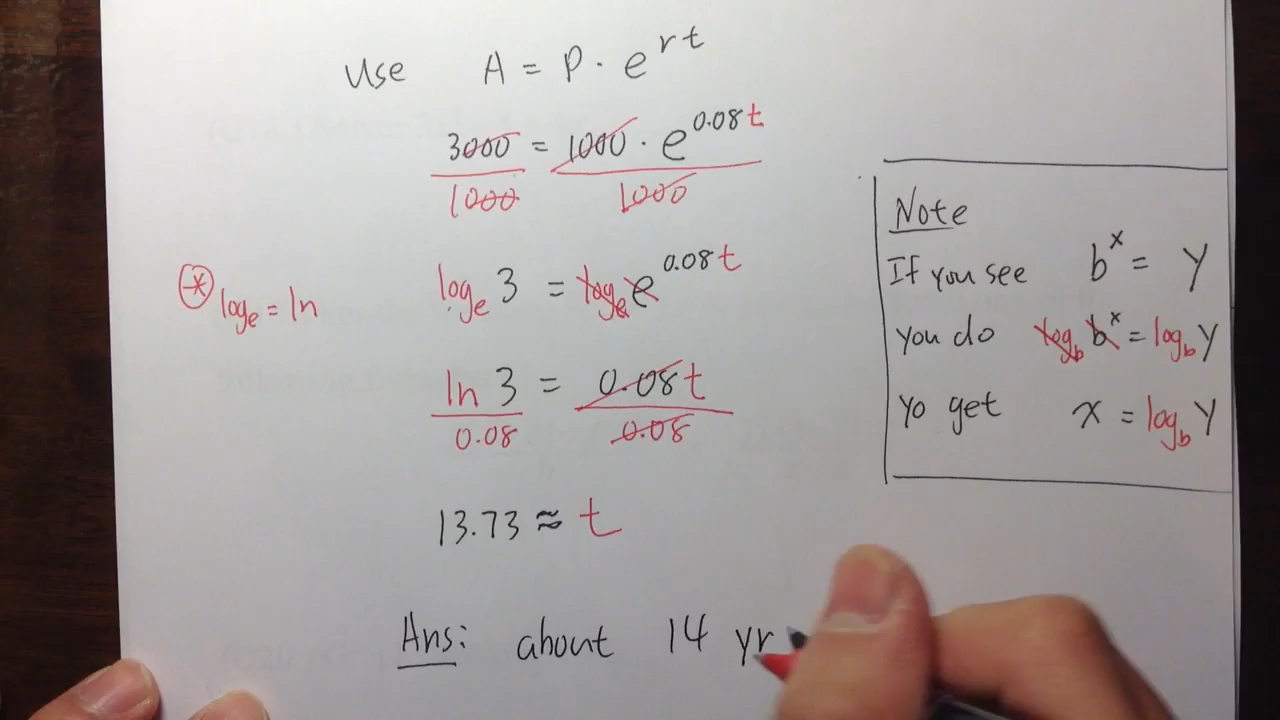 Use A = P · e^{rt}
3000 = 1000 · e^{0.08t}
1000 1000
log_e 3 = log_e e^{0.08t}
* log_e = ln
ln 3 = 0.08t
0.08 0.08
13.73 ≈ t
Ans: about 14 yr
Note
If you see b^x = y
you do log_b b^x = log_b y
yo get x = log_b y